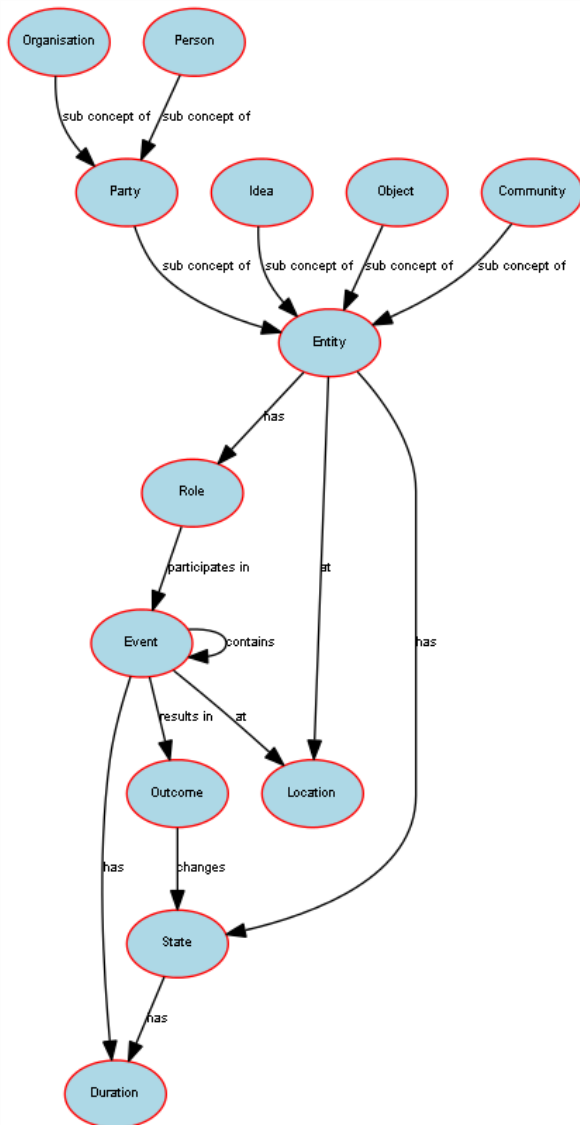 Organisation
Person
sub concept of
sub concept of
Party
Idea
Object
Community
sub concept of
sub concept of
sub concept of
sub concept of
Entity
has
Role
participates in
at
Event
contains
has
results in
at
Outcome
Location
has
changes
State
has
Duration